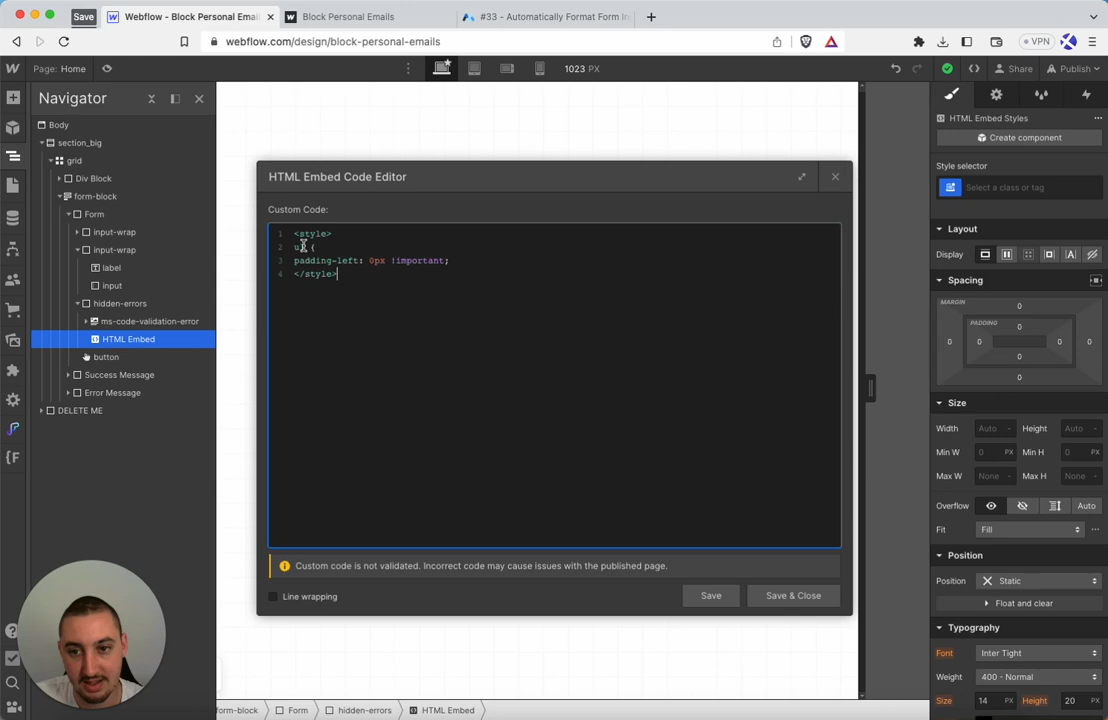 Save
Webflow - Block Personal Emails
Block Personal Emails
#33 - Automatically Format Form In
webflow.com/design/block-personal-emails
VPN
Page: Home
1023 PX
Share
Publish
Navigator
Body
section_big
grid
Div Block
form-block
Form
input-wrap
input-wrap
label
input
hidden-errors
ms-code-validation-error
HTML Embed
button
Success Message
Error Message
DELETE ME
HTML Embed Code Editor
Custom Code:
1 <style>
2 {
3 padding-left: 0px !important;
4 </style>
Custom code is not validated. Incorrect code may cause issues with the published page.
Line wrapping
Save
Save & Close
HTML Embed Styles
Create component
Style selector
Select a class or tag
Layout
Display
Spacing
MARGIN
0
PADDING
0
0
0
0
0
0
0
Size
Width Auto - Height Auto -
Min W 0 PX Min H 0 PX
Max W None - Max H None -
Overflow Auto
Fit Fill
Position
Position Static
Float and clear
Typography
Font Inter Tight
Weight 400 - Normal
Size 14 PX Height 20 PX
form-block
Form
hidden-errors
HTML Embed